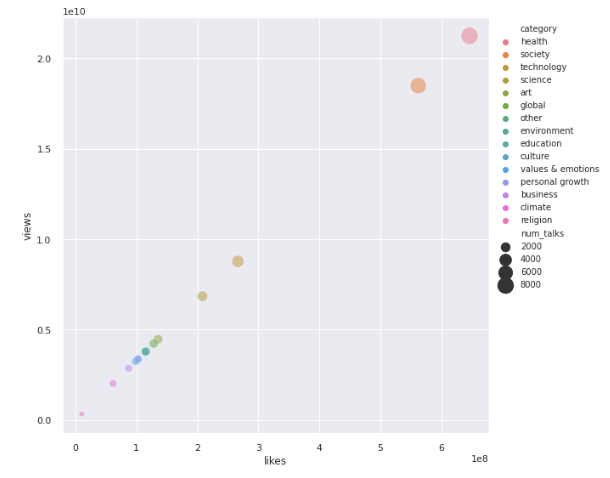 1e10
2.0
1.5
1.0
0.5
0.0
views
0 1 2 3 4 5 6
1e8
likes
category
health
society
technology
science
art
global
other
environment
education
culture
values & emotions
personal growth
business
climate
religion
num_talks
2000
4000
6000
8000